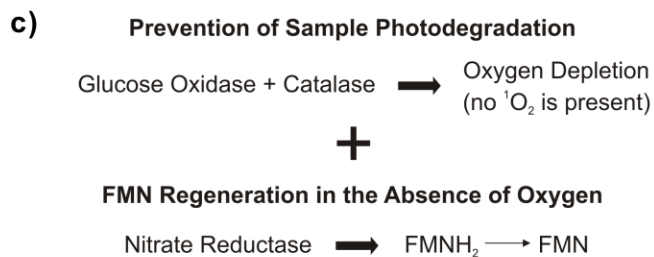 c) Prevention of Sample Photodegradation
Glucose Oxidase + Catalase ➡ Oxygen Depletion
(no ¹O₂ is present)
+
FMN Regeneration in the Absence of Oxygen
Nitrate Reductase ➡ FMNH₂ → FMN